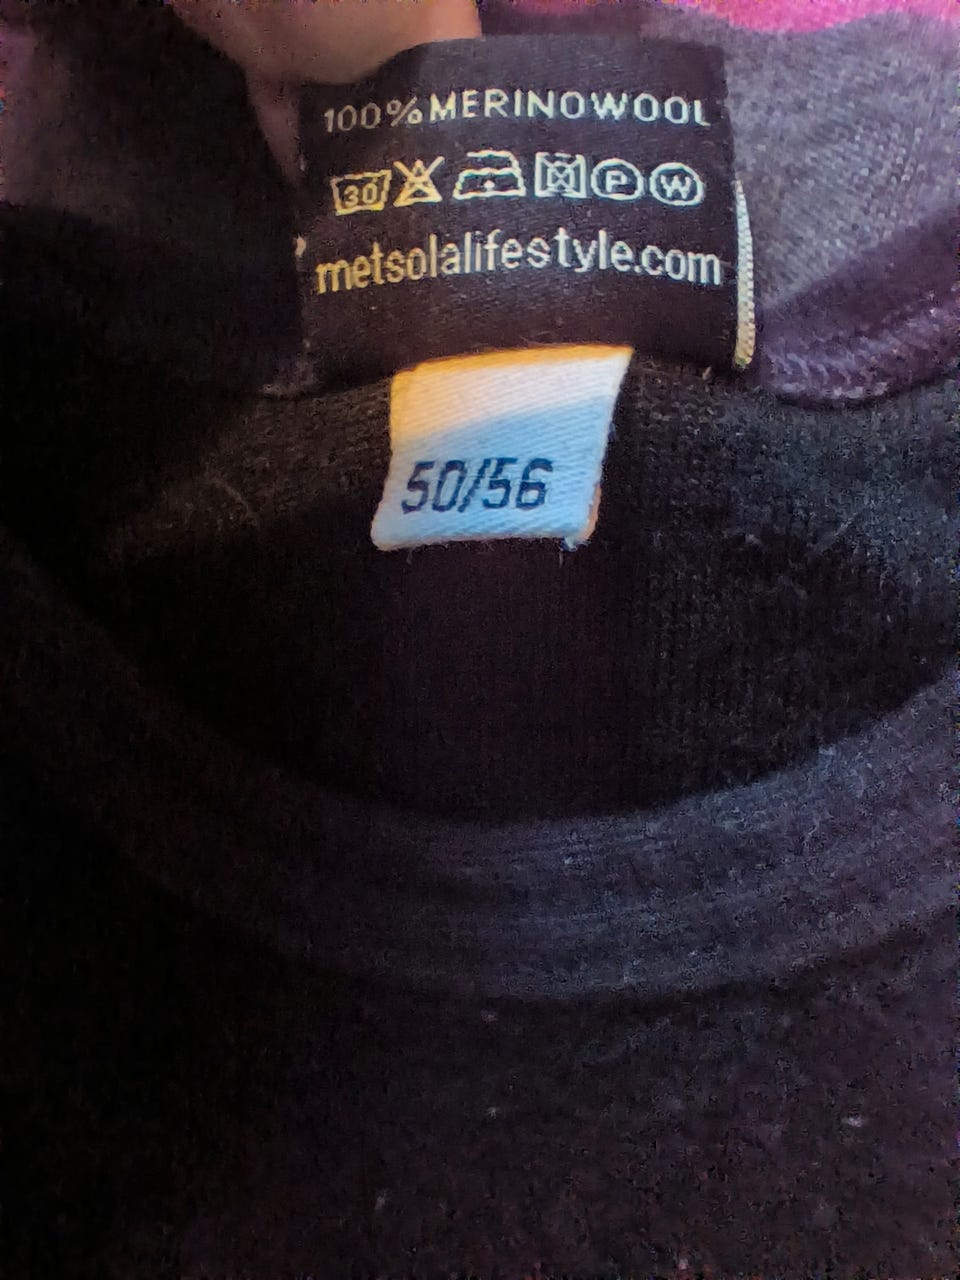 100% MERINOWOOL
30 P W
metsolalifestyle.com
50/56